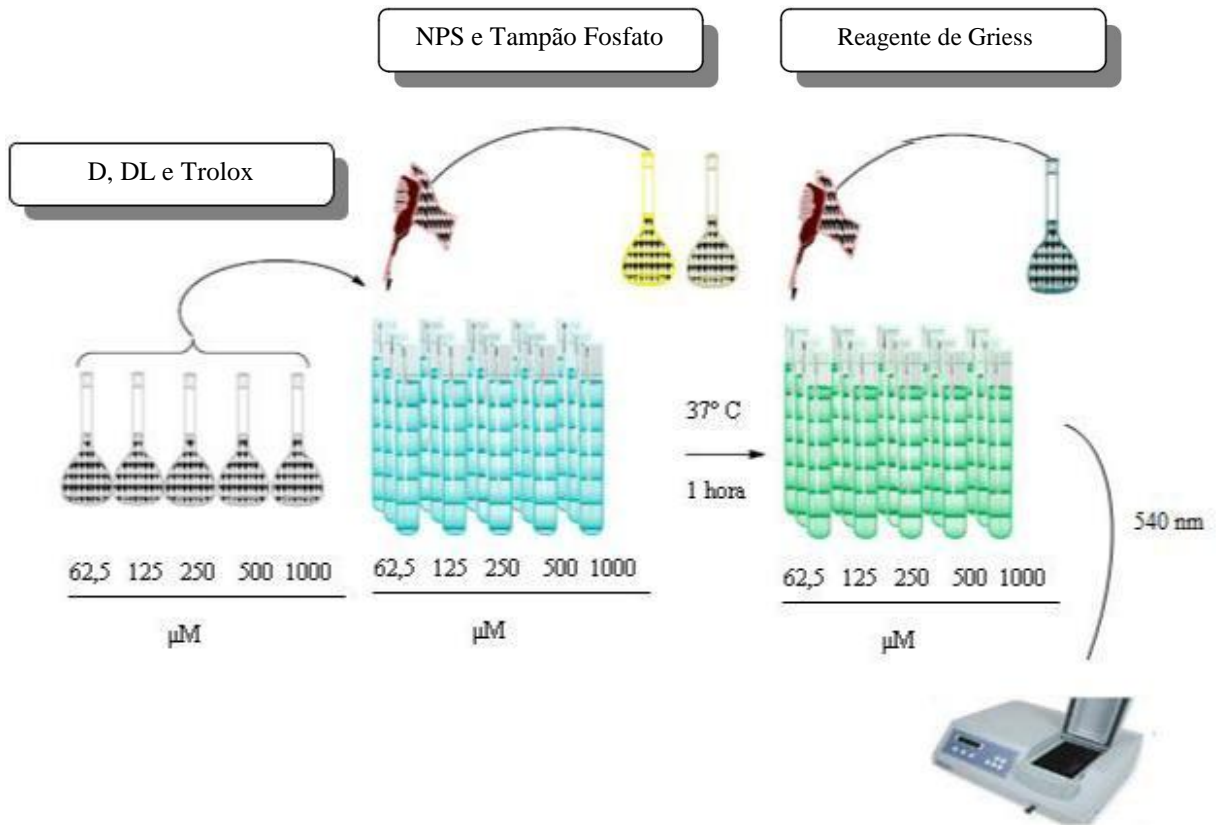 NPS e Tampão Fosfato
Reagente de Griess
D, DL e Trolox
37° C
1 hora
540 nm
62,5 125 250 500 1000
µM
62,5 125 250 500 1000
µM
62,5 125 250 500 1000
µM